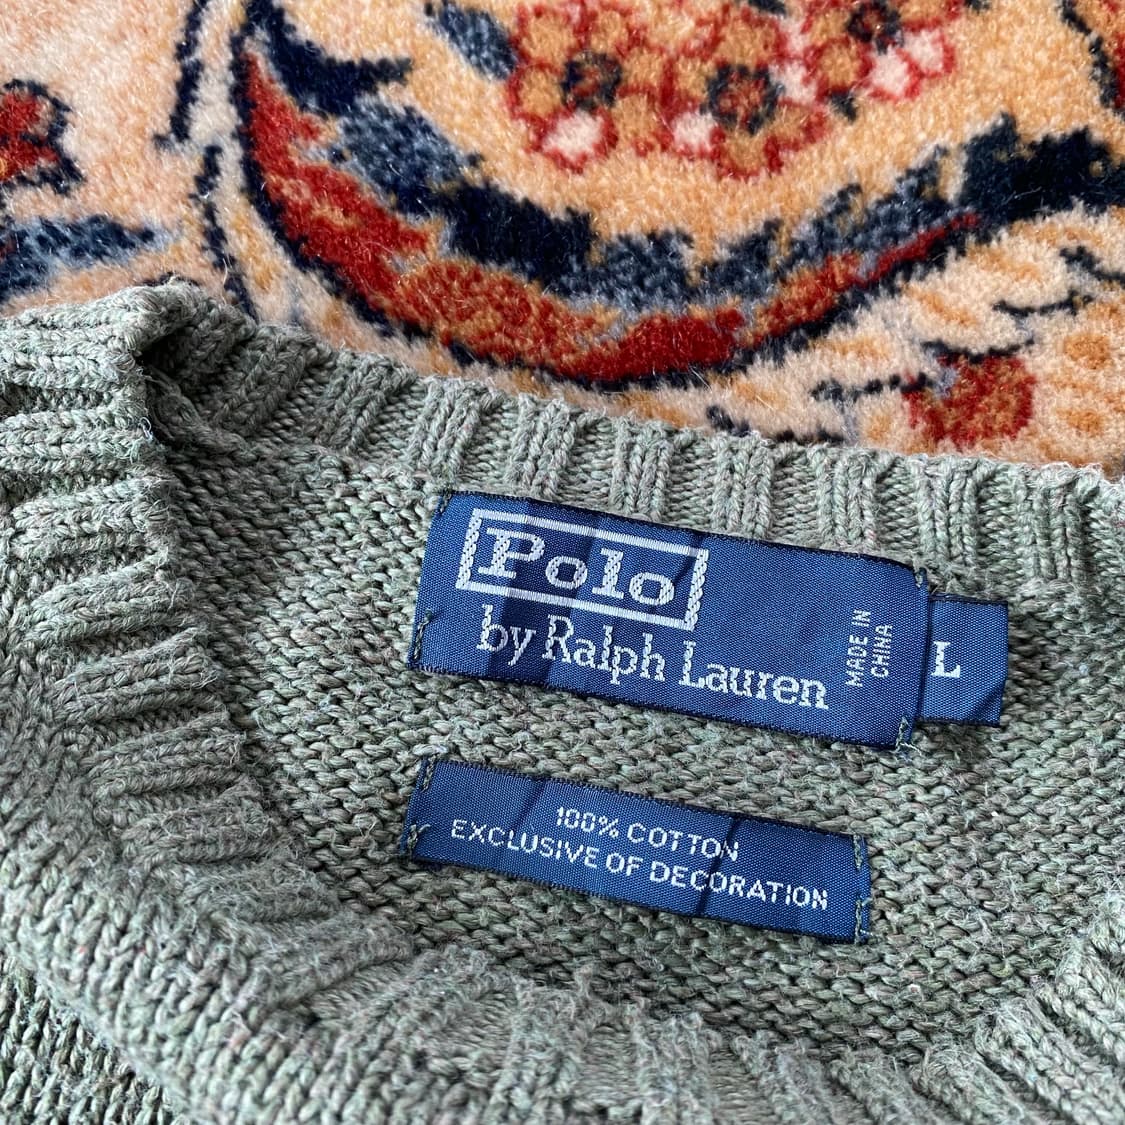 Polo
by Ralph Lauren
MADE IN
CHINA
L
100% COTTON
EXCLUSIVE OF DECORATION